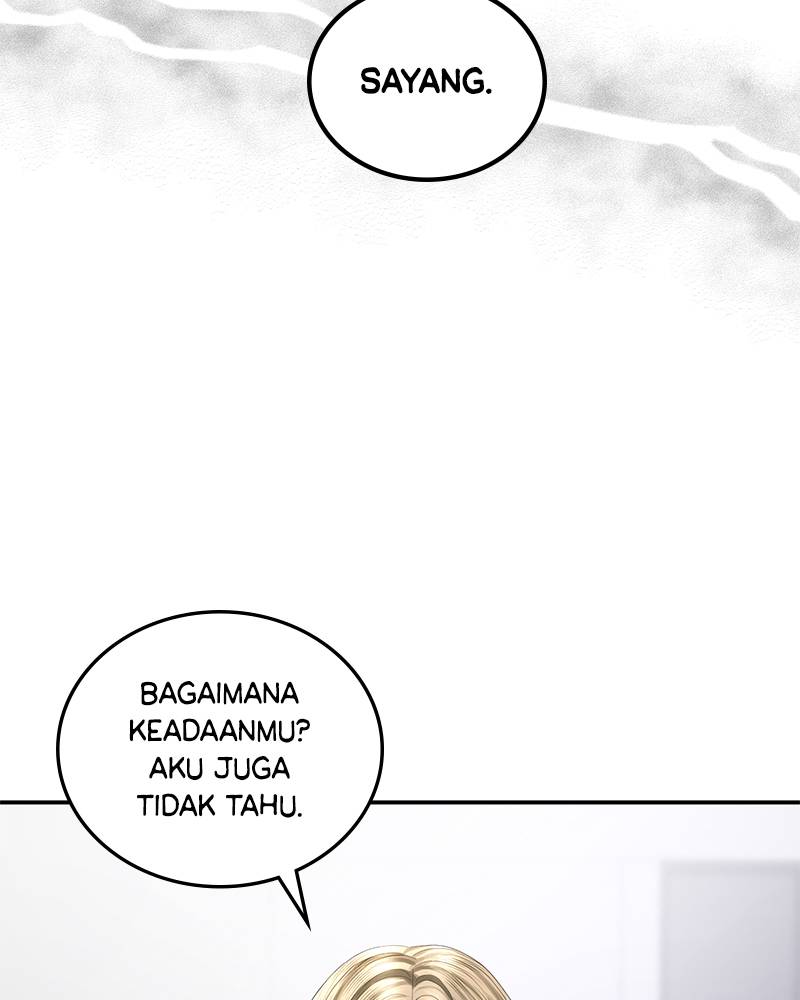 SAYANG.
BAGAIMANA
KEADAANMU?
AKU JUGA
TIDAK TAHU.